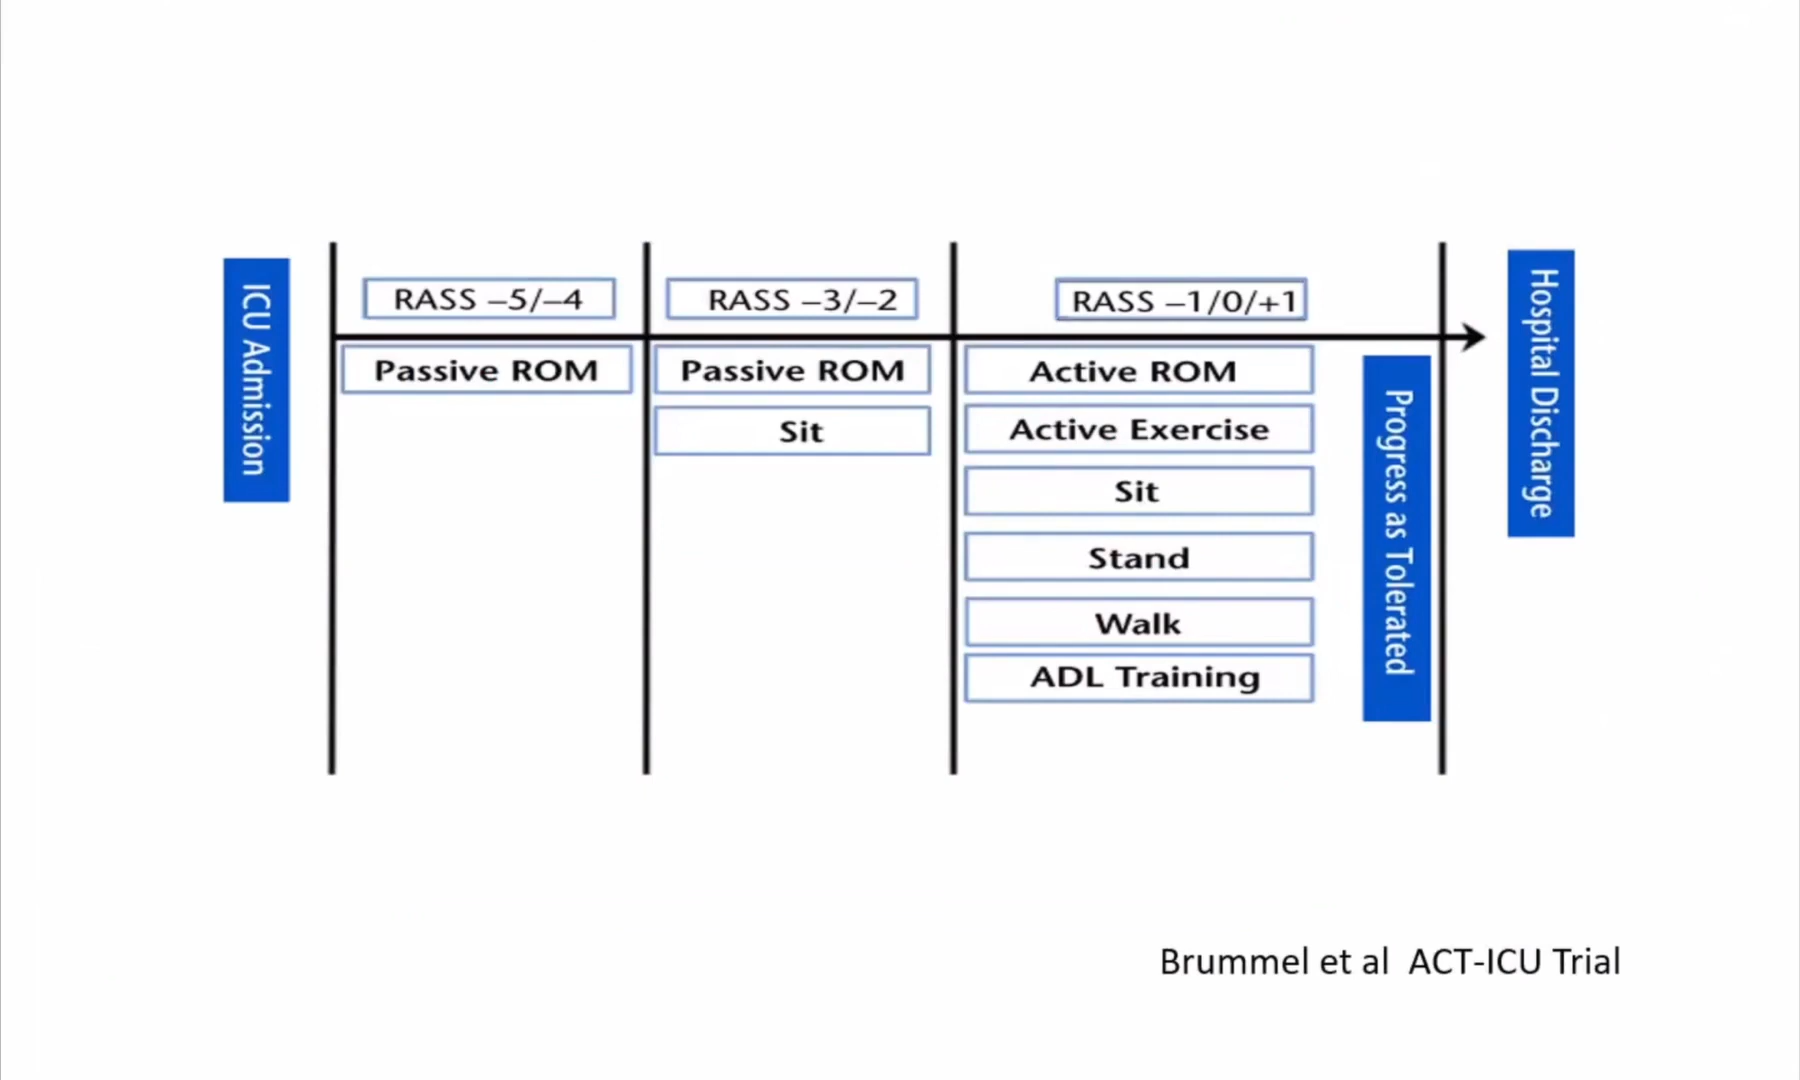 ICU Admission
RASS –5/–4
Passive ROM
RASS –3/–2
Passive ROM
Sit
RASS –1/0/+1
Active ROM
Active Exercise
Sit
Stand
Walk
ADL Training
Progress as Tolerated
Hospital Discharge
Brummel et al  ACT-ICU Trial